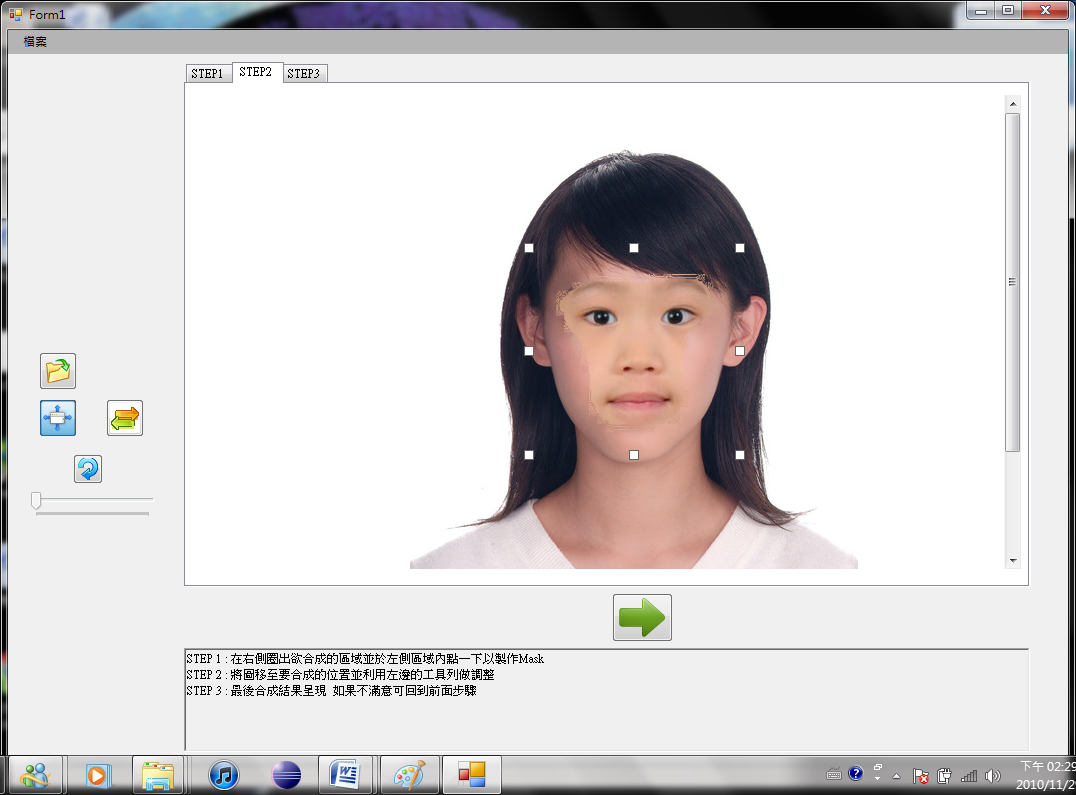 Form1
檔案
STEP1 STEP2 STEP3
STEP 1 : 在右側圈出欲合成的區域並於左側區域內點一下以製作Mask
STEP 2 : 將圖移至要合成的位置並利用左邊的工具列做調整
STEP 3 : 最後合成結果呈現 如果不滿意可回到前面步驟
下午 02:29
2010/11/2